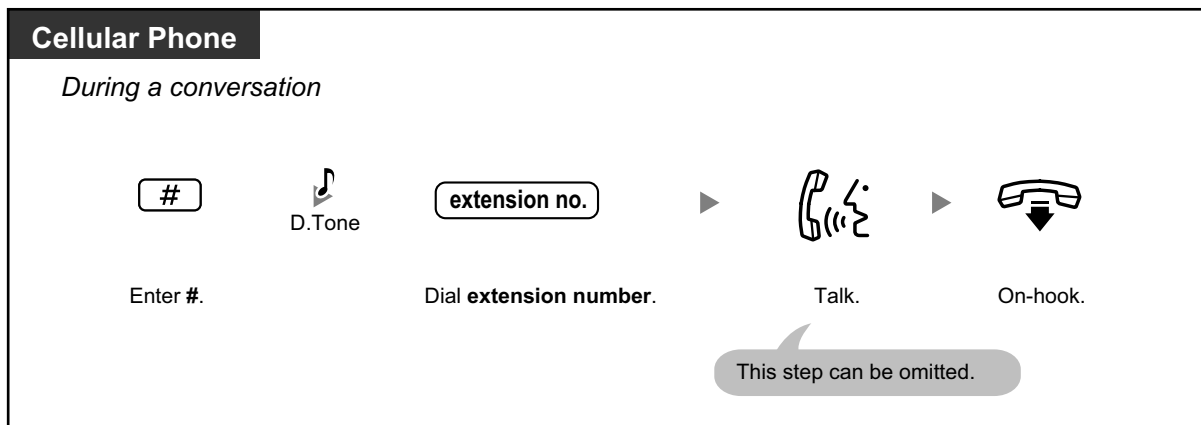 Cellular Phone
During a conversation
#
D.Tone
extension no.
Enter #.
Dial extension number.
Talk.
On-hook.
This step can be omitted.